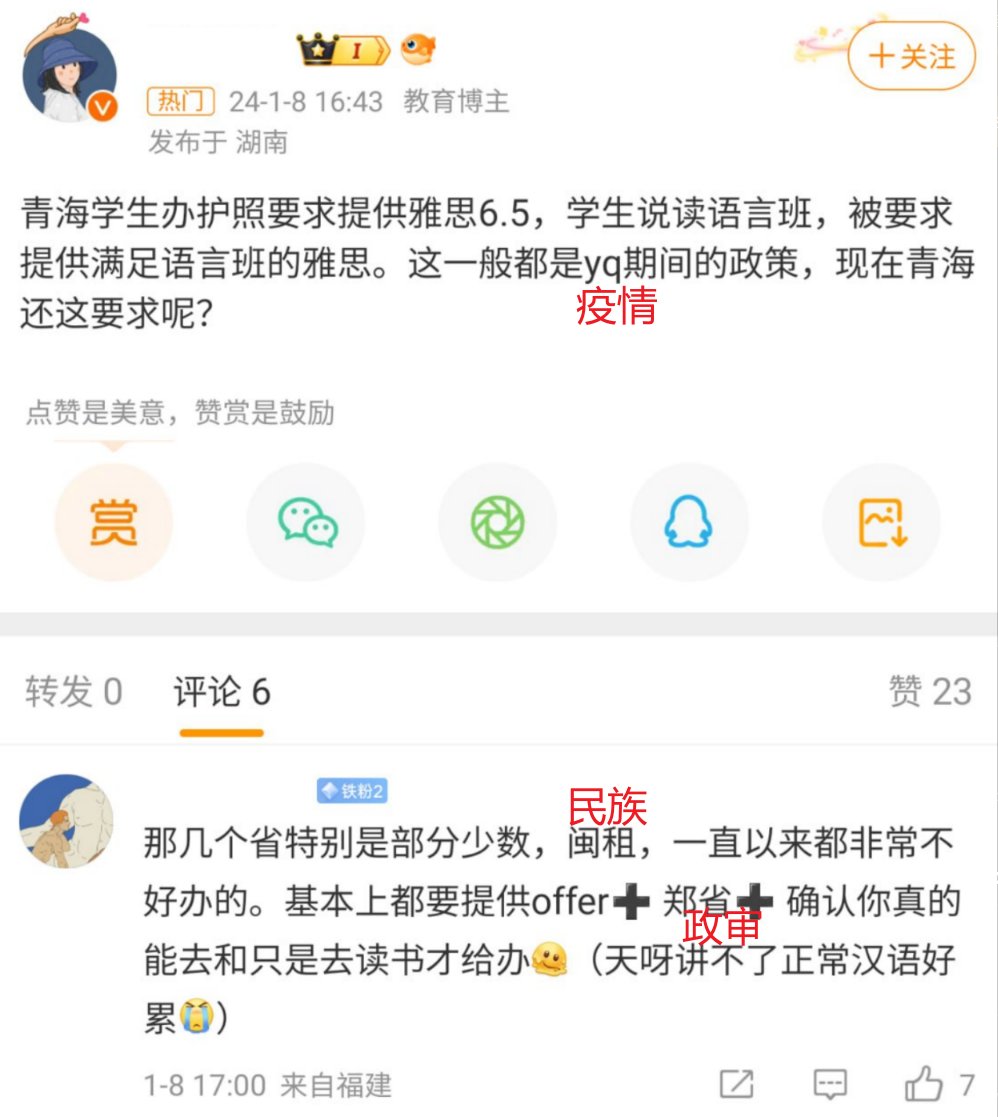 I
+关注
热门 24-1-8 16:43 教育博主
发布于 湖南
青海学生办护照要求提供雅思6.5，学生说读语言班，被要求
提供满足语言班的雅思。这一般都是yq期间的政策，现在青海
疫情
还这要求呢？
点赞是美意，赞赏是鼓励
赏
转发 0 评论 6 赞 23
铁粉2
民族
那几个省特别是部分少数，闽租，一直以来都非常不
好办的。基本上都要提供offer➕ 郑省➕ 确认你真的
政审
能去和只是去读书才给办🫠（天呀讲不了正常汉语好
累😭）
1-8 17:00 来自福建 7